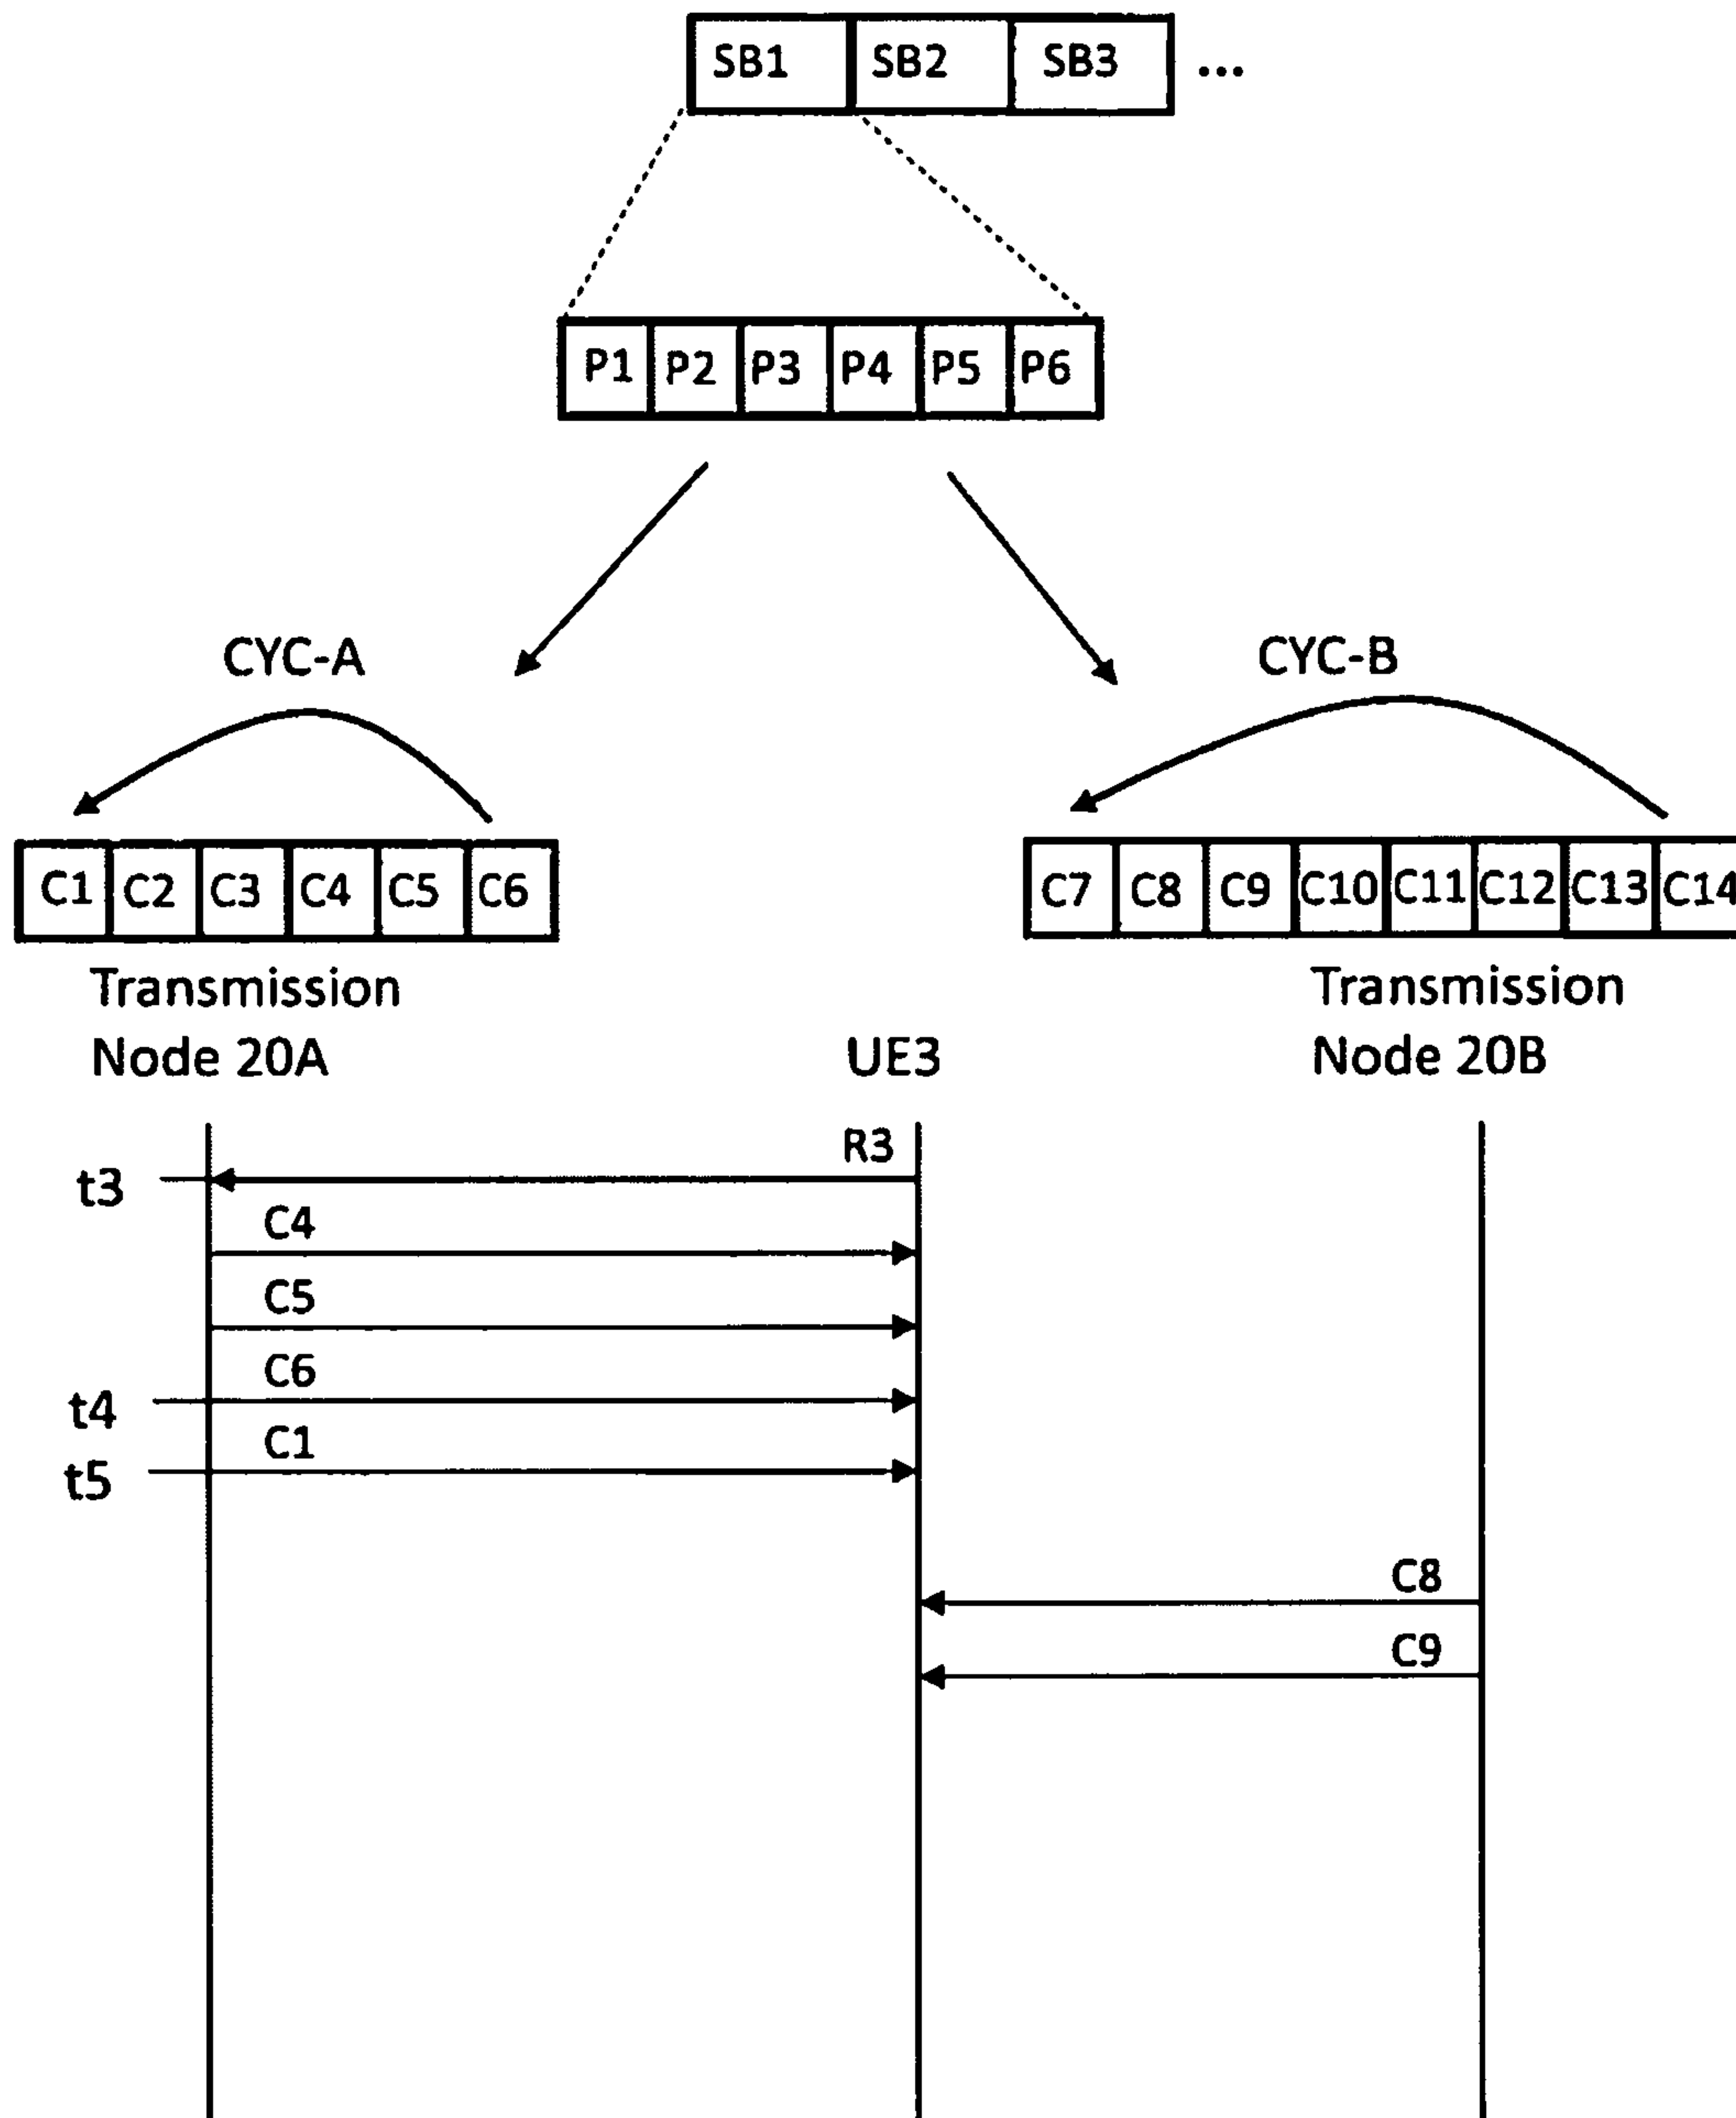 SB1 SB2 SB3 ...
P1 P2 P3 P4 P5 P6
CYC-A
CYC-B
C1 C2 C3 C4 C5 C6
C7 C8 C9 C10 C11 C12 C13 C14
Transmission
Node 20A
UE3
Transmission
Node 20B
R3
t3
C4
C5
C6
t4
C1
t5
C8
C9